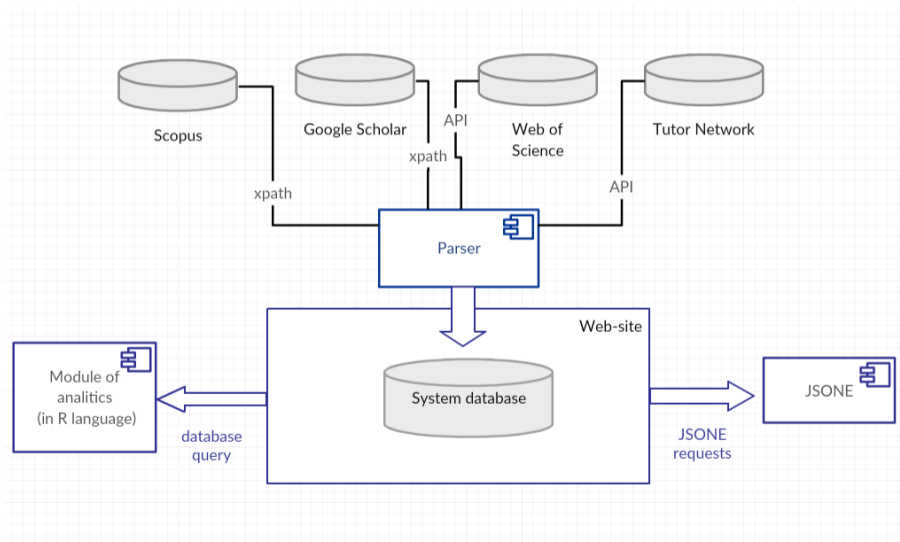 Scopus
Google Scholar
Web of
Science
Tutor Network
xpath
xpath
API
API
Parser
Web-site
System database
Module of
analitics
(in R language)
database
query
JSONE
requests
JSONE